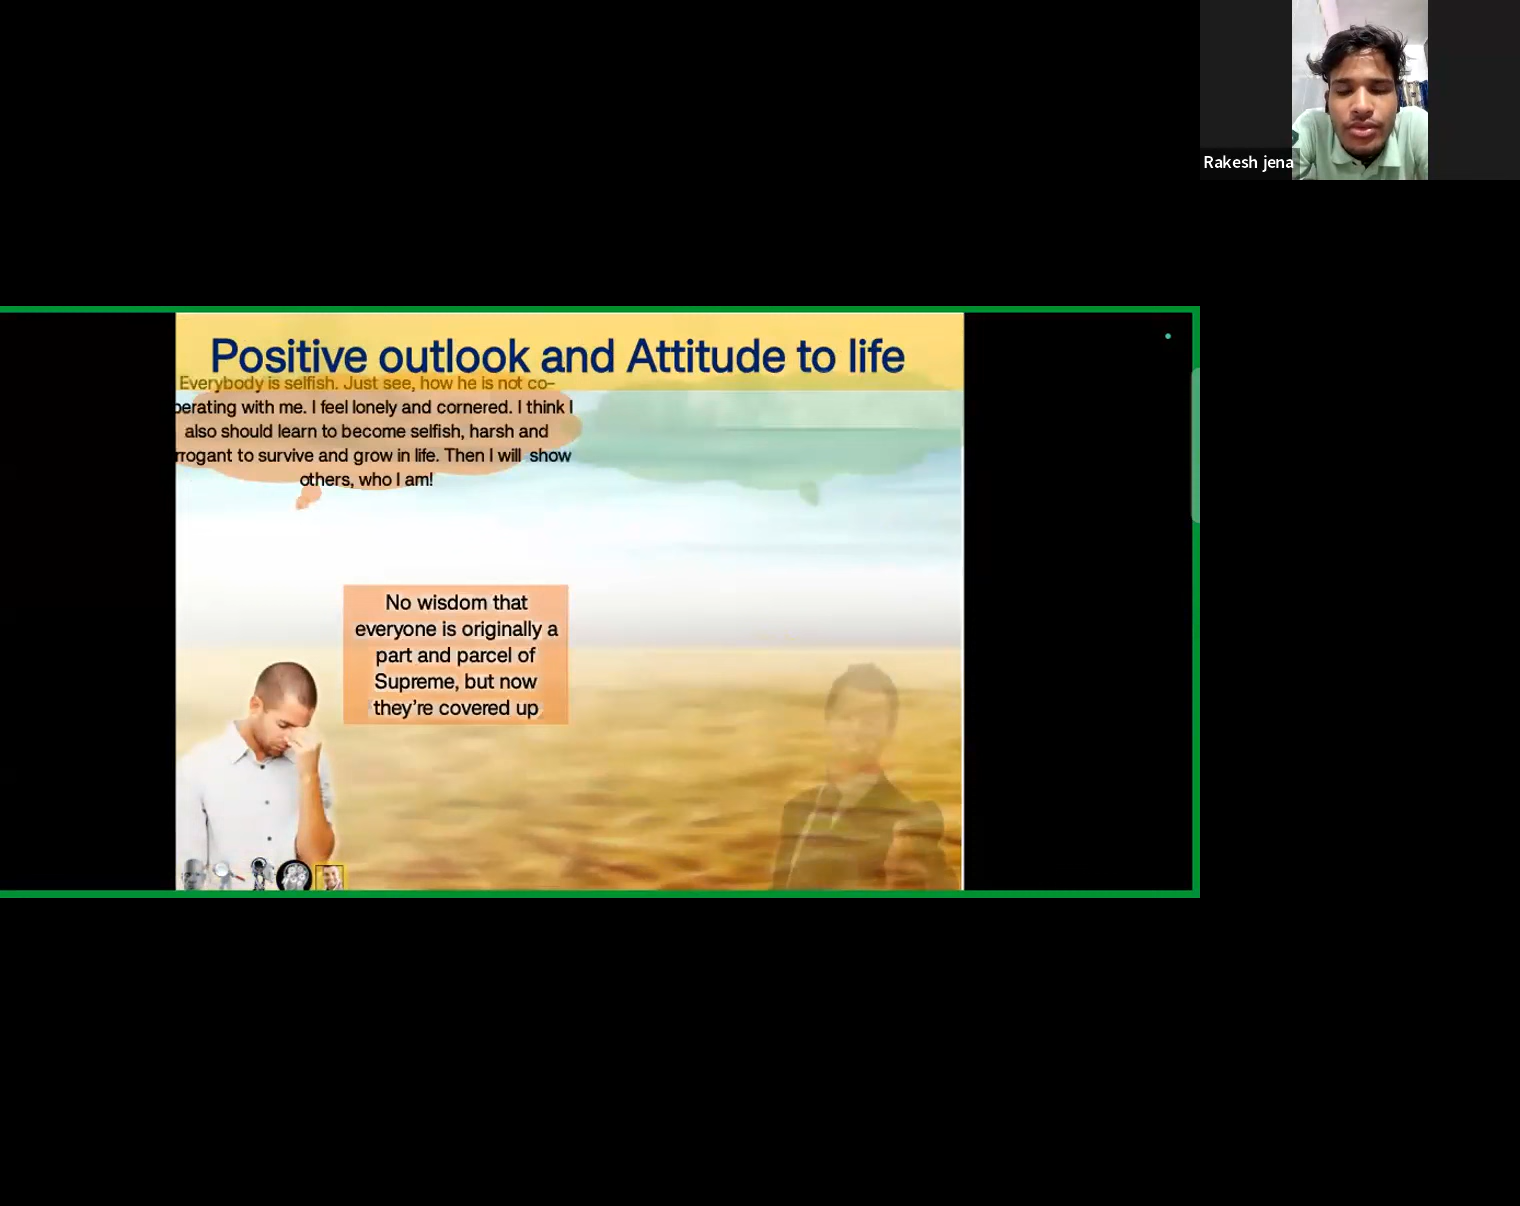 Rakesh jena
Positive outlook and Attitude to life
Everybody is selfish. Just see, how he is not co-
perating with me. I feel lonely and cornered. I think I
also should learn to become selfish, harsh and
rrogant to survive and grow in life. Then I will show
others, who I am!
No wisdom that
everyone is originally a
part and parcel of
Supreme, but now
they're covered up